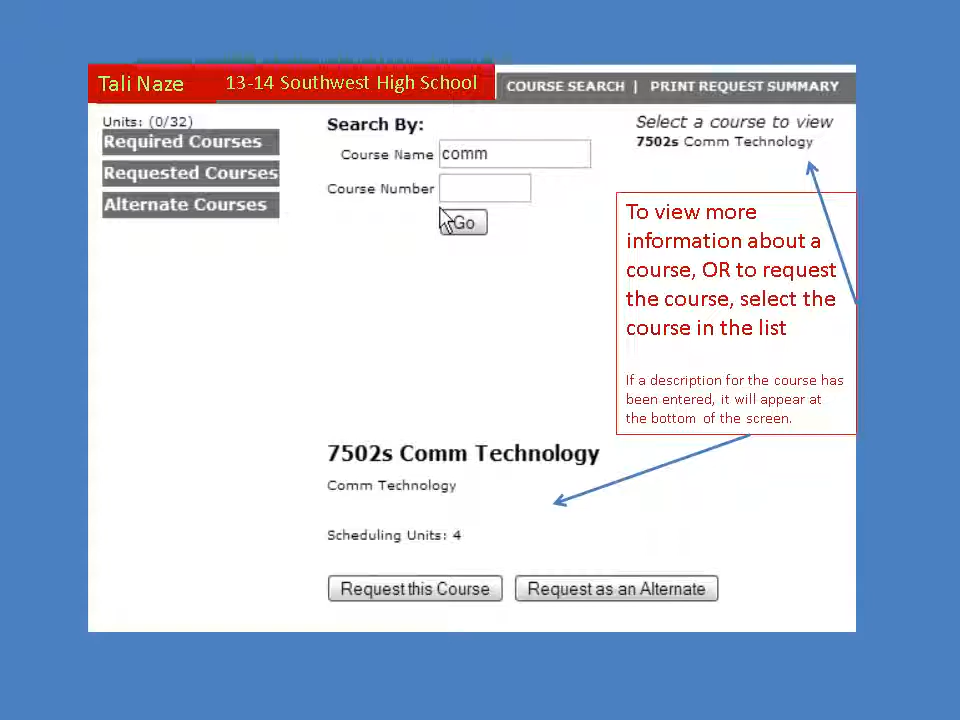 Tali Naze
13-14 Southwest High School
COURSE SEARCH | PRINT REQUEST SUMMARY
Units: (0/32)
Required Courses
Requested Courses
Alternate Courses
Search By:
Course Name comm
Course Number
Go
Select a course to view
7502s Comm Technology
To view more
information about a
course, OR to request
the course, select the
course in the list
If a description for the course has
been entered, it will appear at
the bottom of the screen.
7502s Comm Technology
Comm Technology
Scheduling Units: 4
Request this Course
Request as an Alternate